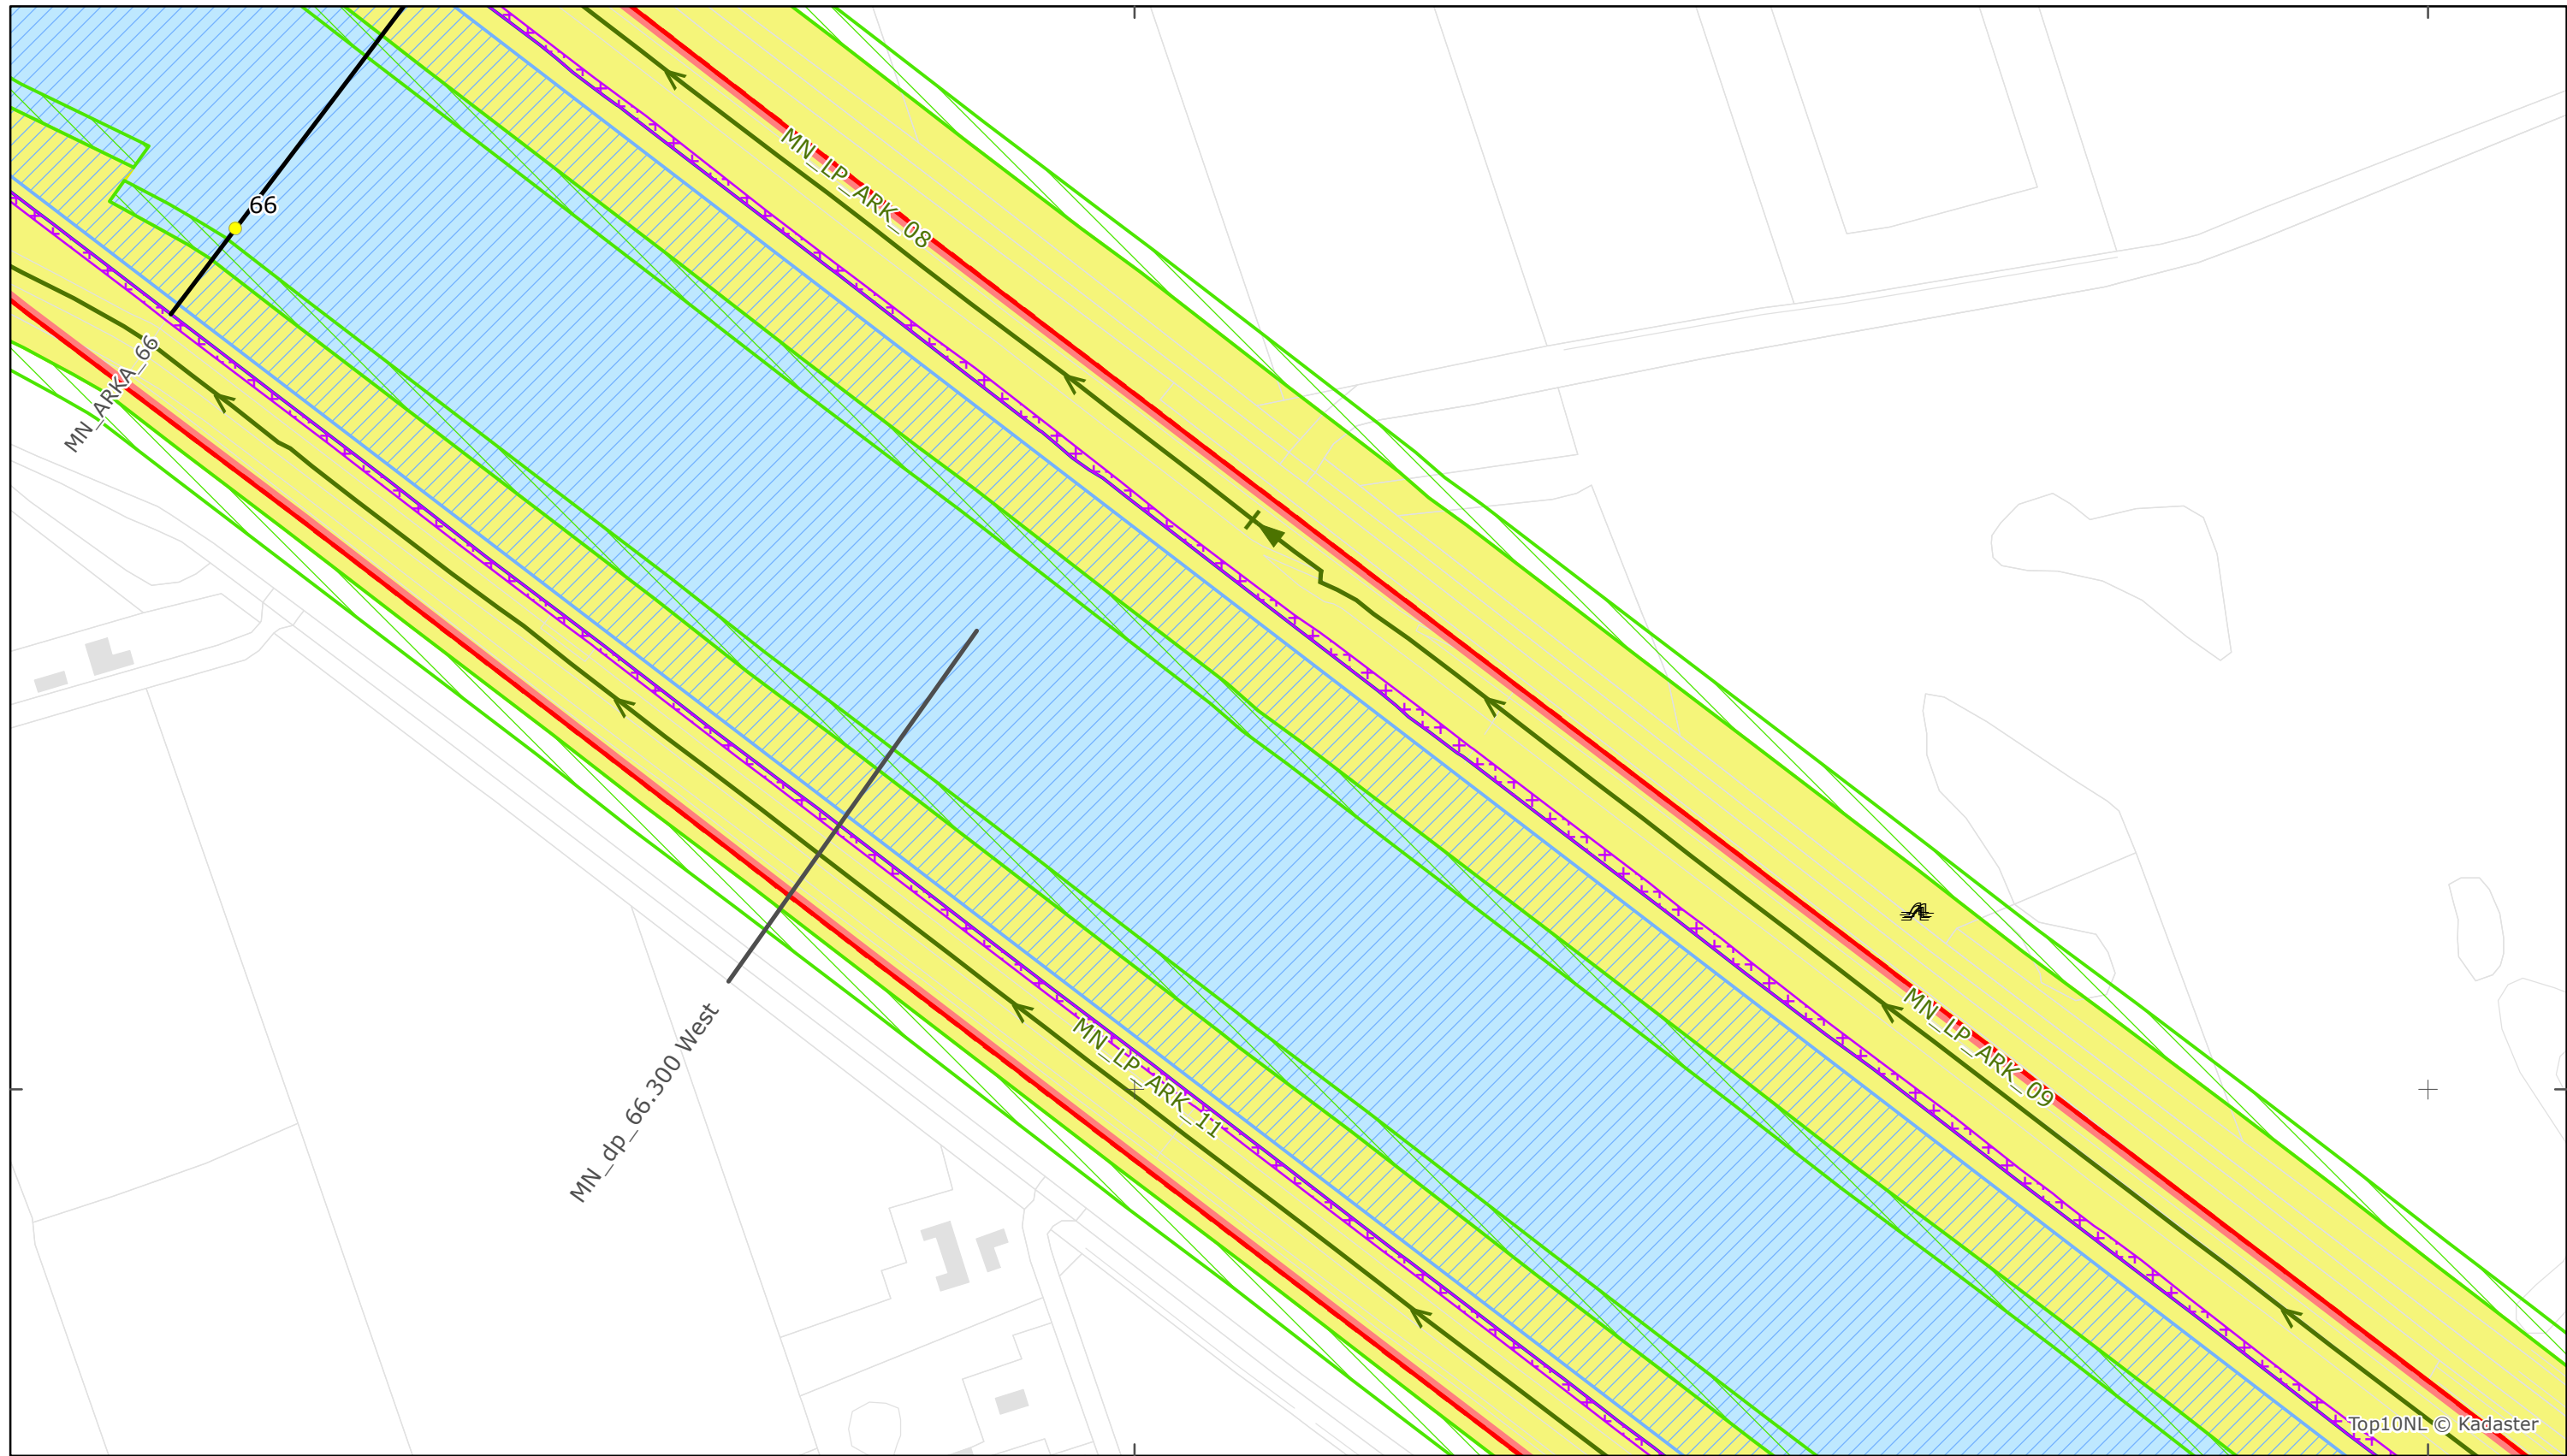 MN_LP_ARK_08
66
MN_ARKA_66
MN_LP_ARK_09
MN_dp_66.300 West
MN_LP_ARK_11
Top10NL © Kadaster